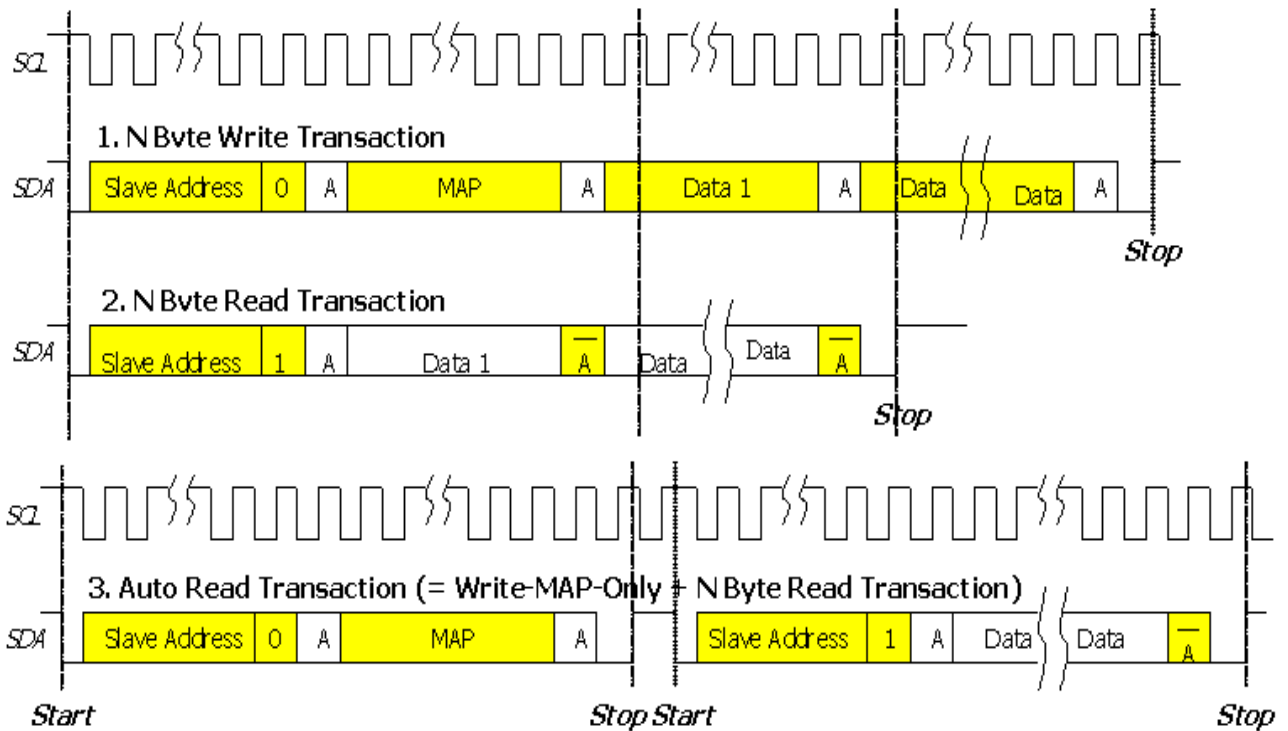 SCL
1. N Bvte Write Transaction
SDA Slave Address 0 A MAP A Data 1 A Data Data A
Stop
2. N Bvte Read Transaction
SDA Slave Address 1 A Data 1 A Data Data A
Stop
SCL
3. Auto Read Transaction (= Write-MAP-Only + N Byte Read Transaction)
SDA Slave Address 0 A MAP A Slave Address 1 A Data Data A
Start Stop Start Stop